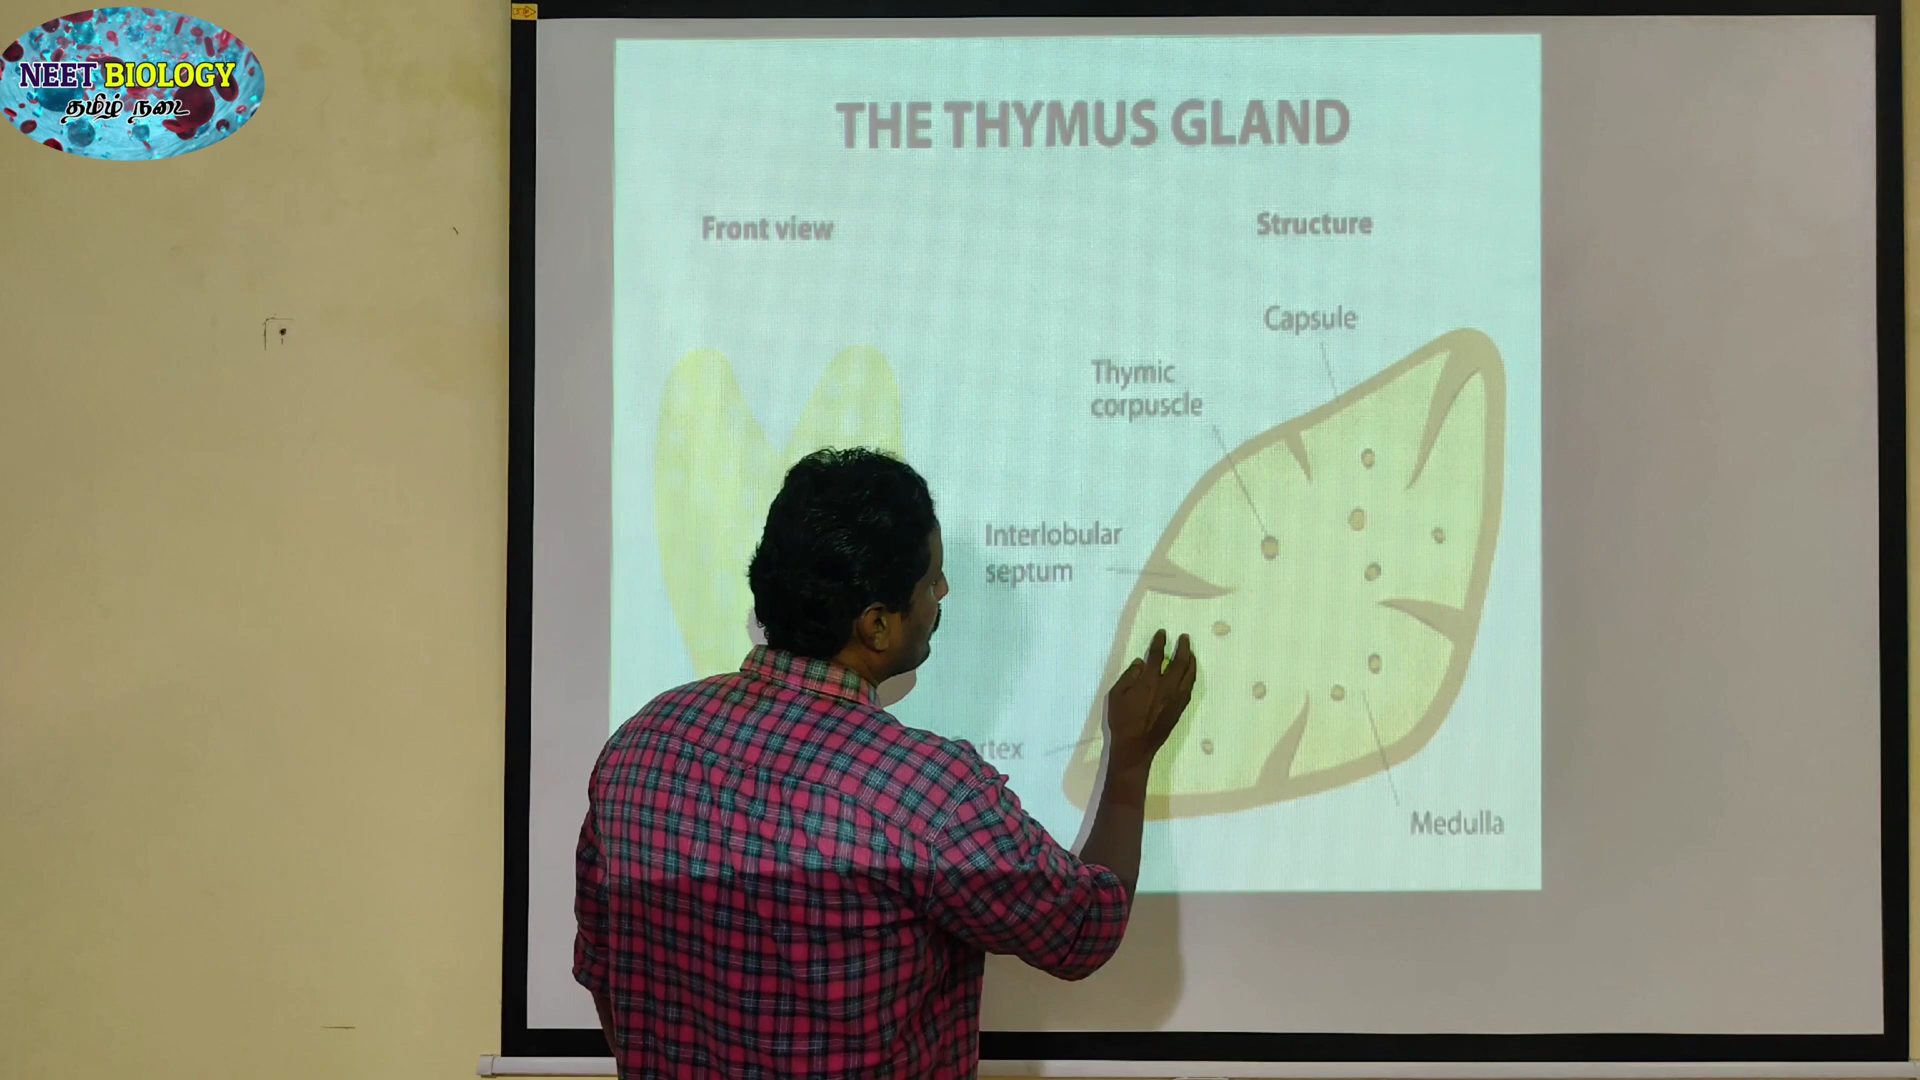 NEET BIOLOGY
தமிழ் நடை
THE THYMUS GLAND
Front view
Structure
Capsule
Thymic
corpuscle
Interlobular
septum
Medulla